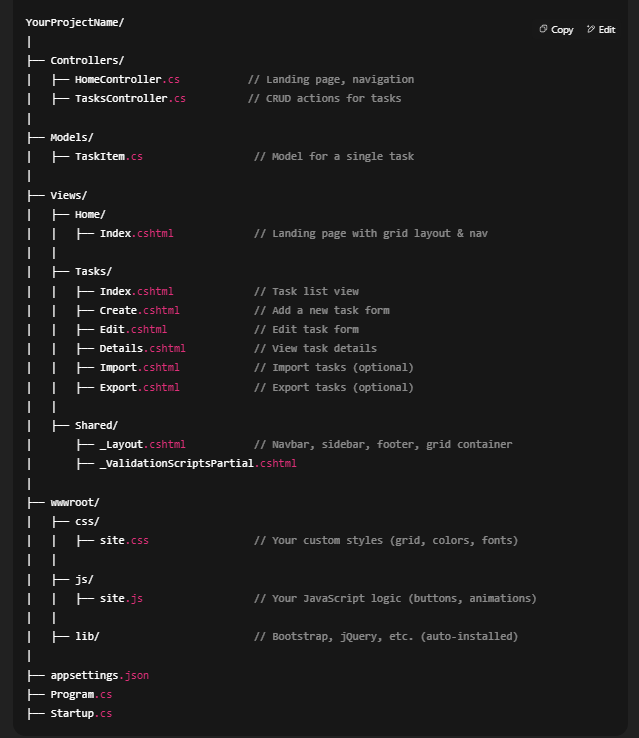 YourProjectName/
Copy Edit
│
├── Controllers/
│   ├── HomeController.cs           // Landing page, navigation
│   ├── TasksController.cs          // CRUD actions for tasks
│
├── Models/
│   ├── TaskItem.cs                  // Model for a single task
│
├── Views/
│   ├── Home/
│   │   ├── Index.cshtml             // Landing page with grid layout & nav
│   │
│   ├── Tasks/
│   │   ├── Index.cshtml             // Task list view
│   │   ├── Create.cshtml            // Add a new task form
│   │   ├── Edit.cshtml              // Edit task form
│   │   ├── Details.cshtml           // View task details
│   │   ├── Import.cshtml            // Import tasks (optional)
│   │   ├── Export.cshtml            // Export tasks (optional)
│   │
│   ├── Shared/
│       ├── _Layout.cshtml           // Navbar, sidebar, footer, grid container
│       ├── _ValidationScriptsPartial.cshtml
│
├── wwwroot/
│   ├── css/
│   │   ├── site.css                 // Your custom styles (grid, colors, fonts)
│   │
│   ├── js/
│   │   ├── site.js                  // Your JavaScript logic (buttons, animations)
│   │
│   ├── lib/                         // Bootstrap, jQuery, etc. (auto-installed)
│
├── appsettings.json
├── Program.cs
├── Startup.cs